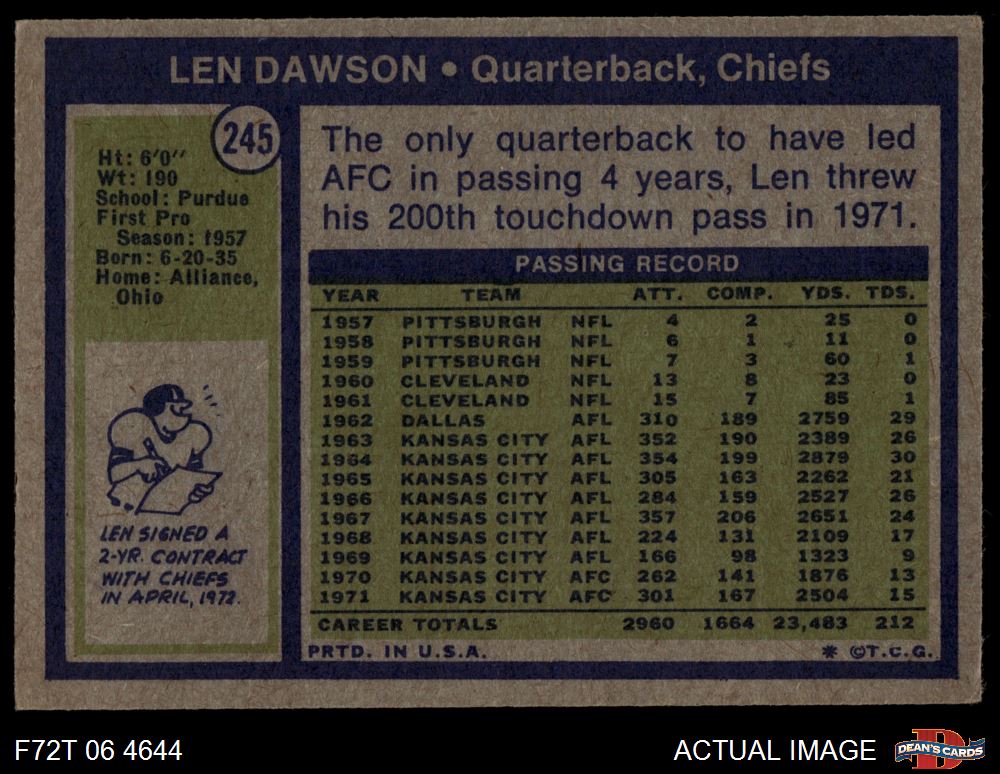 LEN DAWSON • Quarterback, Chiefs
245
Ht: 6'0''
Wt: 190
School: Purdue
First Pro
Season: 1957
Born: 6-20-35
Home: Alliance,
Ohio
LEN SIGNED A
2-YR. CONTRACT
WITH CHIEFS
IN APRIL, 1972.
The only quarterback to have led
AFC in passing 4 years, Len threw
his 200th touchdown pass in 1971.
PASSING RECORD
YEAR TEAM ATT. COMP. YDS. TDS.
1957 PITTSBURGH NFL 4 2 25 0
1958 PITTSBURGH NFL 6 1 11 0
1959 PITTSBURGH NFL 7 3 60 1
1960 CLEVELAND NFL 13 8 23 0
1961 CLEVELAND NFL 15 7 85 1
1962 DALLAS AFL 310 189 2759 29
1963 KANSAS CITY AFL 352 190 2389 26
1964 KANSAS CITY AFL 354 199 2879 30
1965 KANSAS CITY AFL 305 163 2262 21
1966 KANSAS CITY AFL 284 159 2527 26
1967 KANSAS CITY AFL 357 206 2651 24
1968 KANSAS CITY AFL 224 131 2109 17
1969 KANSAS CITY AFL 166 98 1323 9
1970 KANSAS CITY AFC 262 141 1876 13
1971 KANSAS CITY AFC 301 167 2504 15
CAREER TOTALS 2960 1664 23,483 212
PRTD. IN U.S.A. * ©T.C.G.
F72T 06 4644
ACTUAL IMAGE
D
DEAN'S CARDS